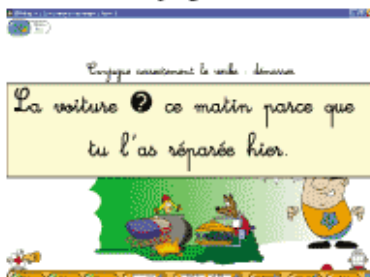 Conjugue correctement le verbe : démarrer
La voiture ? ce matin parce que
tu l'as réparée hier.